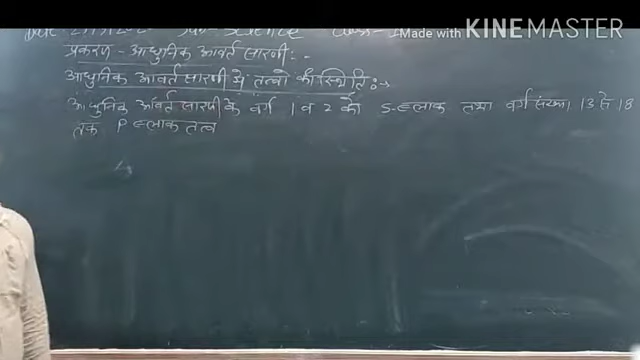 Made with KINEMASTER
प्रकरण - आधुनिक आवर्त सारणी :-
आधुनिक आवर्त सारणी में तत्वों की स्थिति :->
आधुनिक आवर्त सारणी के वर्ग 1 व 2 को S-ब्लाक तथा वर्ग संख्या 13 से 18
तक P ब्लाक तत्व